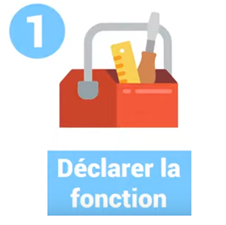 1
Déclarer la
fonction